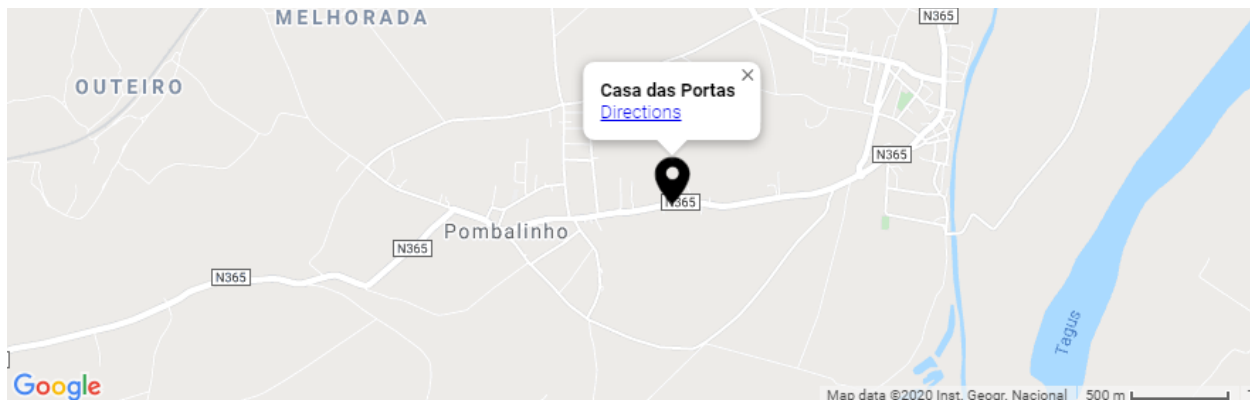 MELHORADA
N365
OUTEIRO
Casa das Portas
Directions
N365
N365
Pombalinho
N365
N365
Tagus
Google
Map data ©2020 Inst. Geogr. Nacional
500 m